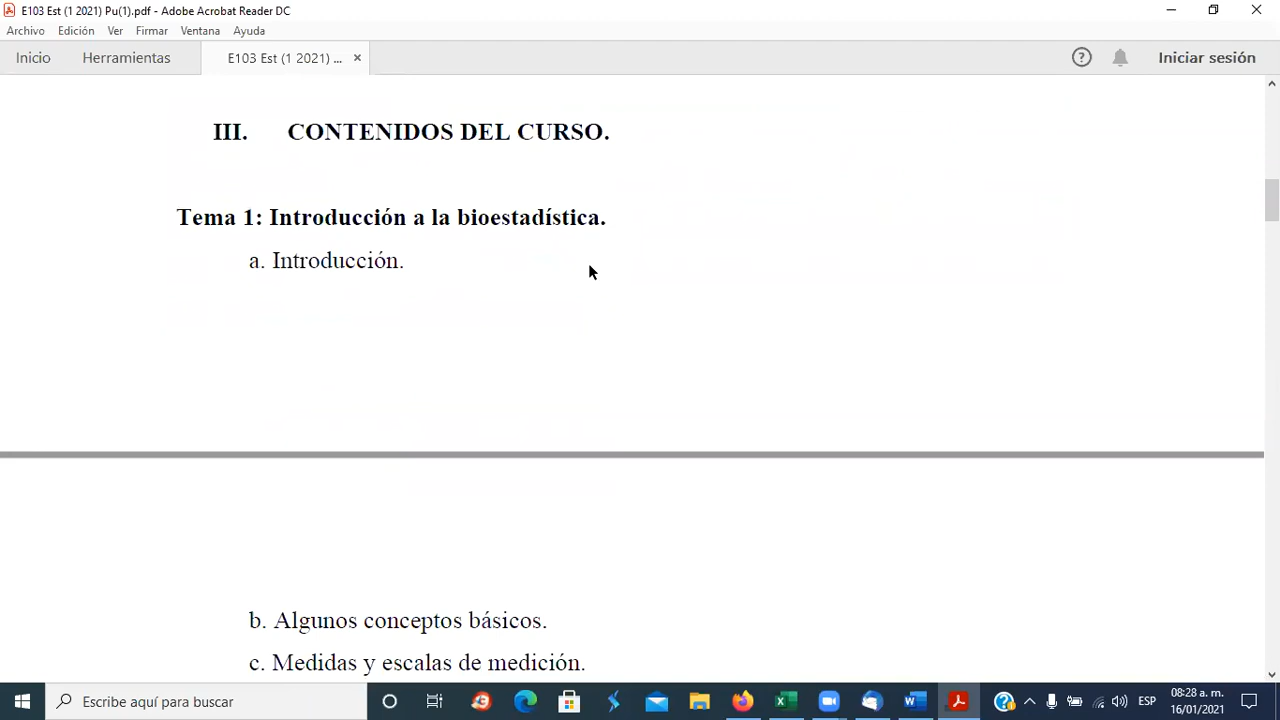 E103 Est (1 2021) Pu(1).pdf - Adobe Acrobat Reader DC
Archivo Edición Ver Firmar Ventana Ayuda
Inicio Herramientas E103 Est (1 2021) ... × Iniciar sesión
III. CONTENIDOS DEL CURSO.
Tema 1: Introducción a la bioestadística.
a. Introducción.
b. Algunos conceptos básicos.
c. Medidas y escalas de medición.
Escribe aquí para buscar
ESP
08:28 a. m.
16/01/2021